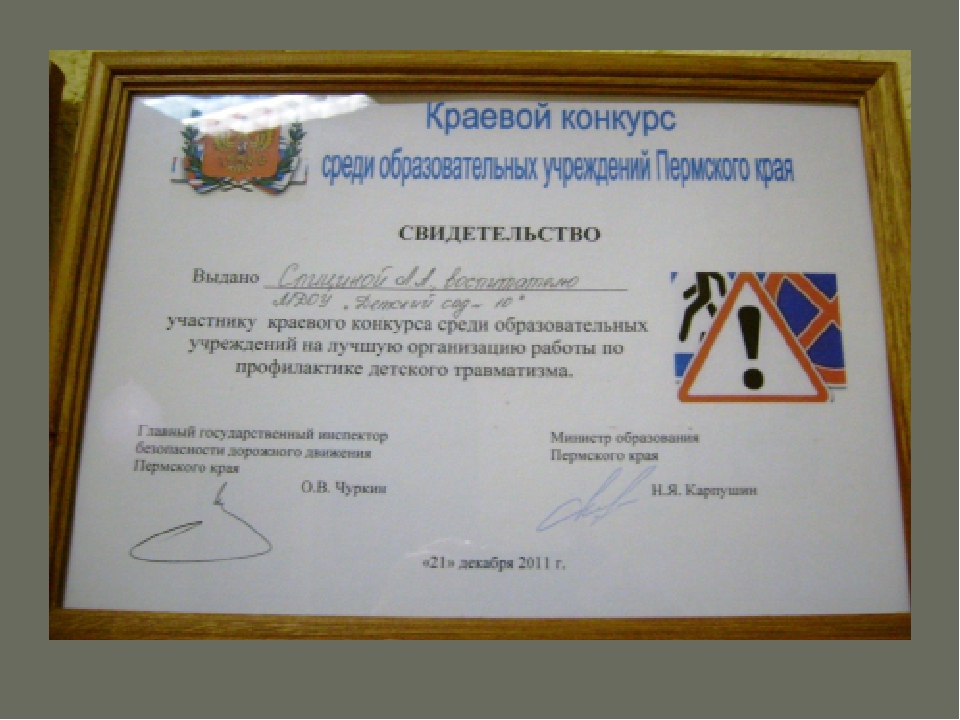 Краевой конкурс
среди образовательных учреждений Пермского края
СВИДЕТЕЛЬСТВО
Выдано Спициной Л.А., воспитателю
МДОУ "Детский сад - 10"
участнику краевого конкурса среди образовательных
учреждений на лучшую организацию работы по
профилактике детского травматизма.
Главный государственный инспектор
безопасности дорожного движения
Пермского края
О.В. Чуркин
Министр образования
Пермского края
Н.Я. Карпушин
«21» декабря 2011 г.